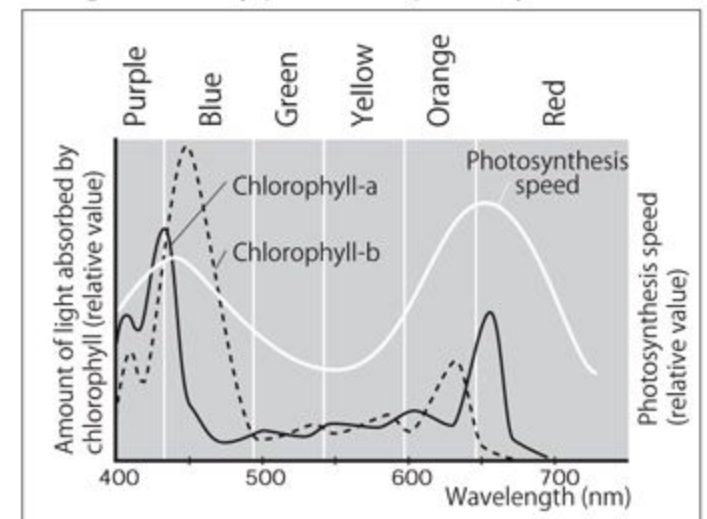 Purple
Blue
Green
Yellow
Orange
Red
Amount of light absorbed by
chlorophyll (relative value)
Photosynthesis
speed
Chlorophyll-a
Chlorophyll-b
Photosynthesis speed
(relative value)
400 500 600 700
Wavelength (nm)